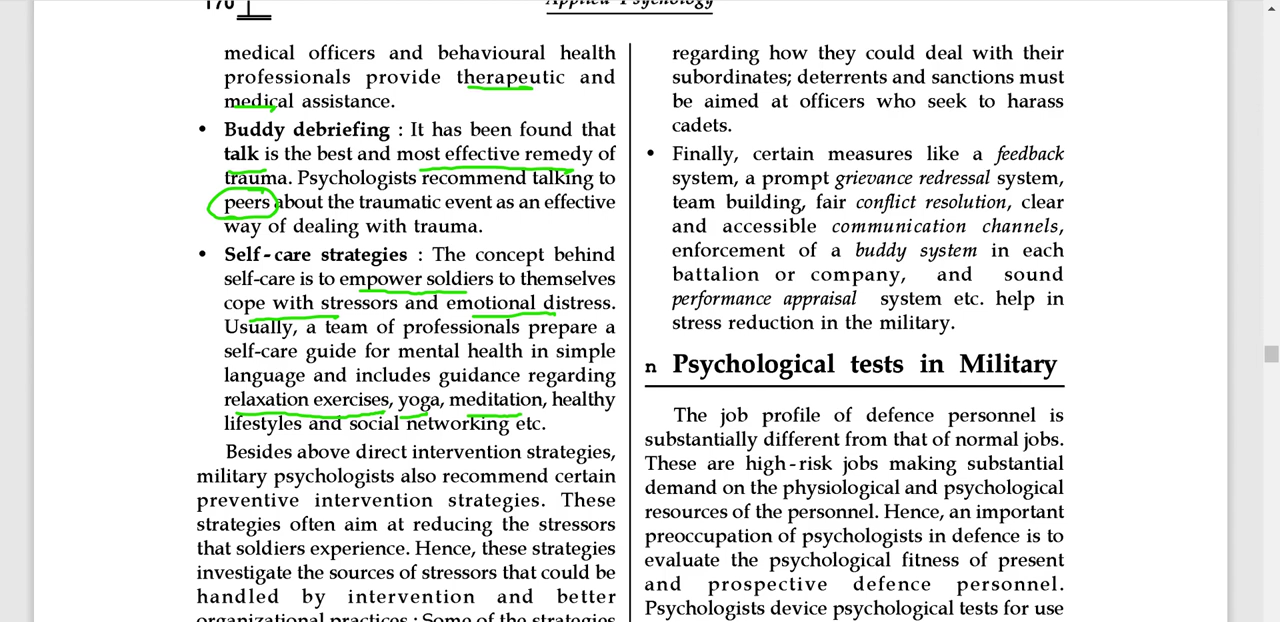 170
Applied Psychology
medical officers and behavioural health
professionals provide therapeutic and
medical assistance.
• Buddy debriefing : It has been found that
talk is the best and most effective remedy of
trauma. Psychologists recommend talking to
peers about the traumatic event as an effective
way of dealing with trauma.
• Self-care strategies : The concept behind
self-care is to empower soldiers to themselves
cope with stressors and emotional distress.
Usually, a team of professionals prepare a
self-care guide for mental health in simple
language and includes guidance regarding
relaxation exercises, yoga, meditation, healthy
lifestyles and social networking etc.
Besides above direct intervention strategies,
military psychologists also recommend certain
preventive intervention strategies. These
strategies often aim at reducing the stressors
that soldiers experience. Hence, these strategies
investigate the sources of stressors that could be
handled by intervention and better
organizational practices : Some of the strategies
regarding how they could deal with their
subordinates; deterrents and sanctions must
be aimed at officers who seek to harass
cadets.
• Finally, certain measures like a feedback
system, a prompt grievance redressal system,
team building, fair conflict resolution, clear
and accessible communication channels,
enforcement of a buddy system in each
battalion or company, and sound
performance appraisal system etc. help in
stress reduction in the military.
n Psychological tests in Military
The job profile of defence personnel is
substantially different from that of normal jobs.
These are high-risk jobs making substantial
demand on the physiological and psychological
resources of the personnel. Hence, an important
preoccupation of psychologists in defence is to
evaluate the psychological fitness of present
and prospective defence personnel.
Psychologists device psychological tests for use